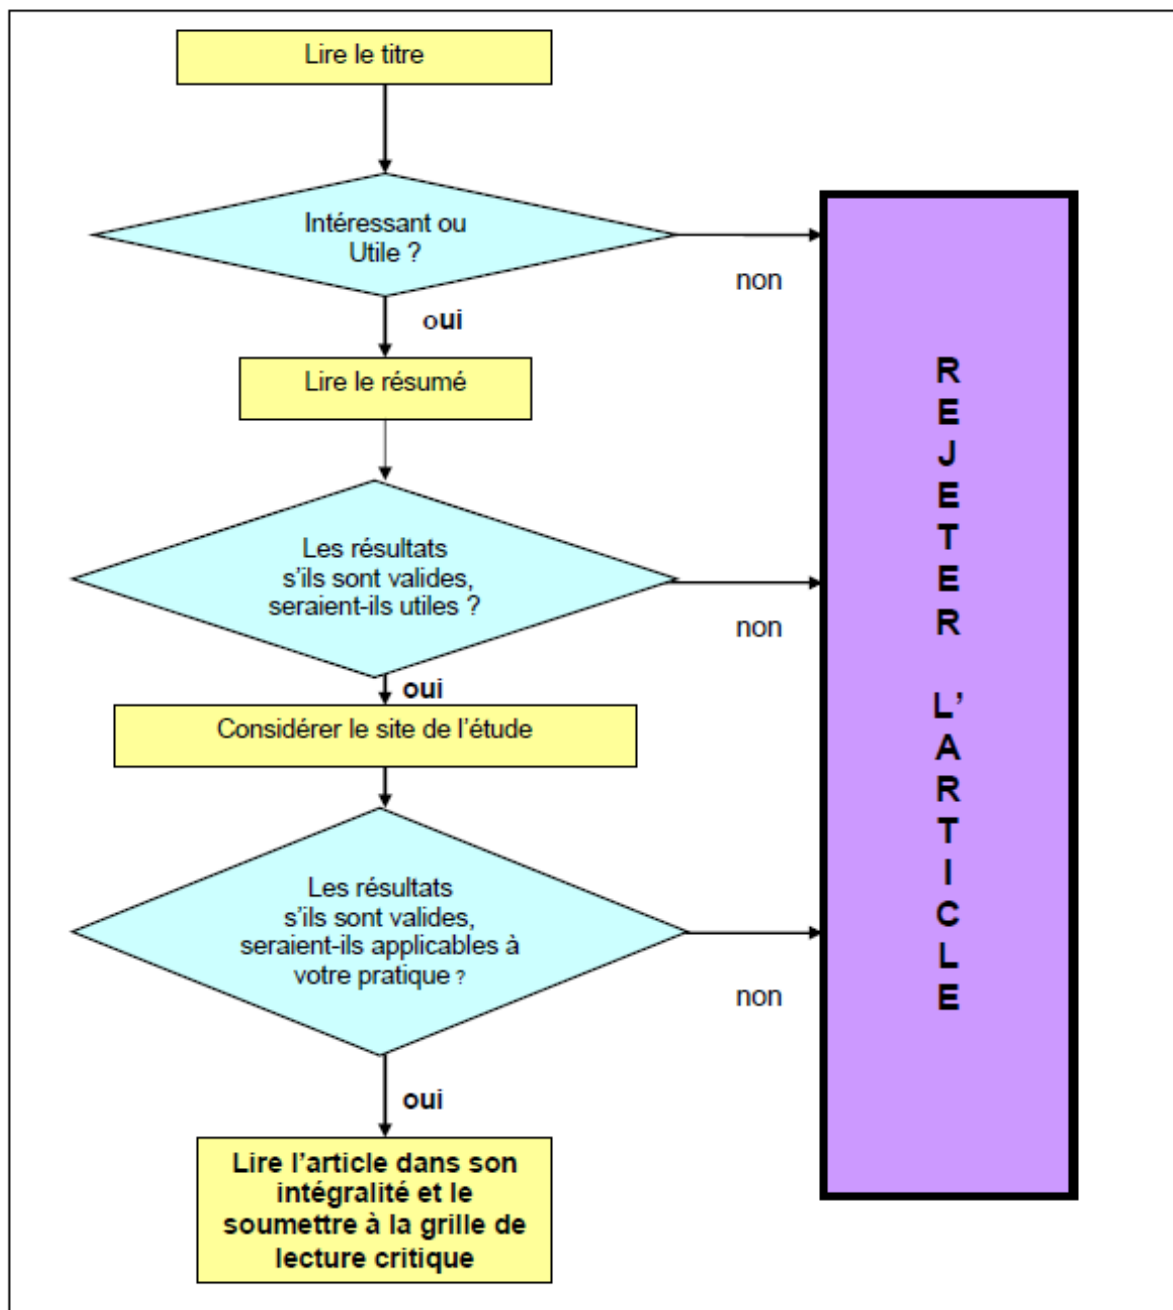 Lire le titre
Intéressant ou
Utile ?
non
oui
Lire le résumé
Les résultats
s'ils sont valides,
seraient-ils utiles ?
non
oui
Considérer le site de l'étude
Les résultats
s'ils sont valides,
seraient-ils applicables à
votre pratique ?
non
oui
Lire l'article dans son
intégralité et le
soumettre à la grille de
lecture critique
R
E
J
E
T
E
R
L'
A
R
T
I
C
L
E